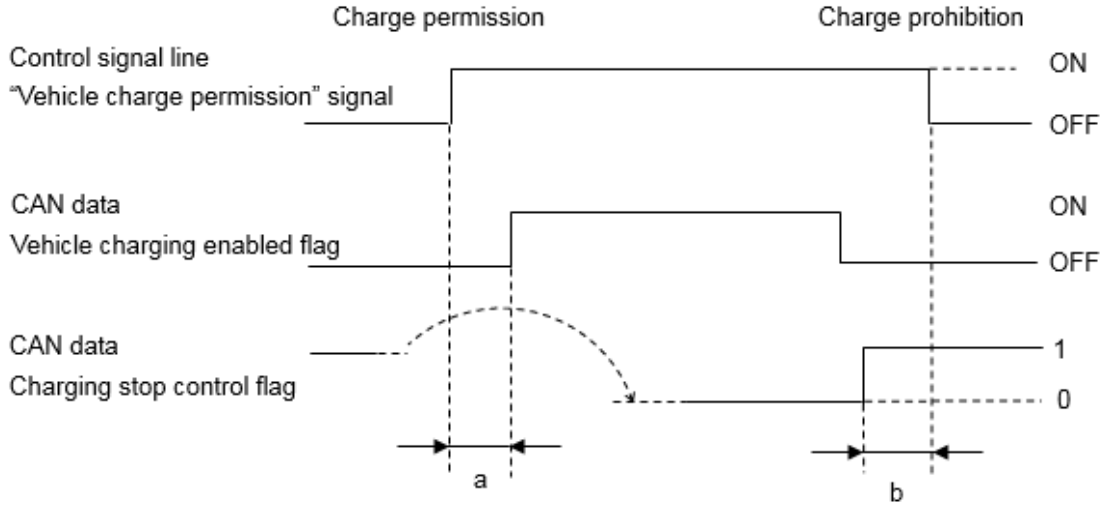 Charge permission Charge prohibition
Control signal line
ON
“Vehicle charge permission” signal
OFF
CAN data
ON
Vehicle charging enabled flag
OFF
CAN data
1
Charging stop control flag
0
a
b